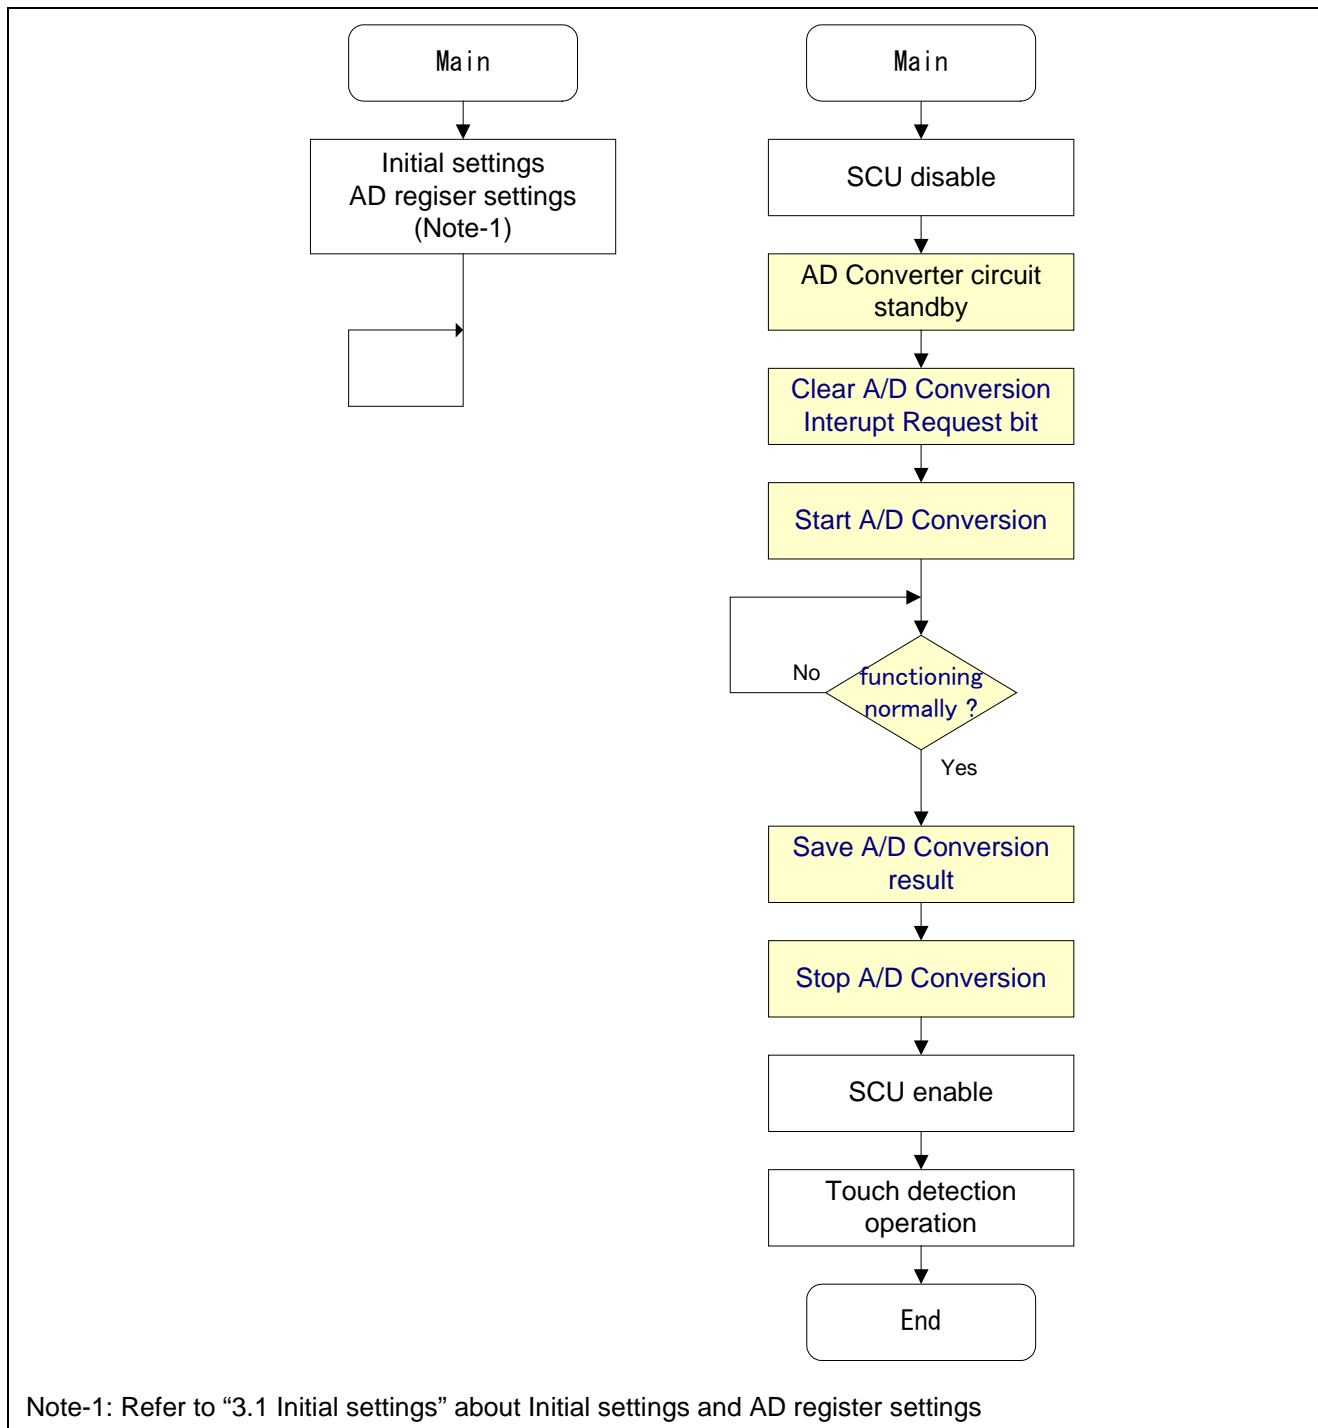 Main
Initial settings
AD regiser settings
(Note-1)
Main
SCU disable
AD Converter circuit
standby
Clear A/D Conversion
Interupt Request bit
Start A/D Conversion
No
functioning
normally ?
Yes
Save A/D Conversion
result
Stop A/D Conversion
SCU enable
Touch detection
operation
End
Note-1: Refer to “3.1 Initial settings” about Initial settings and AD register settings